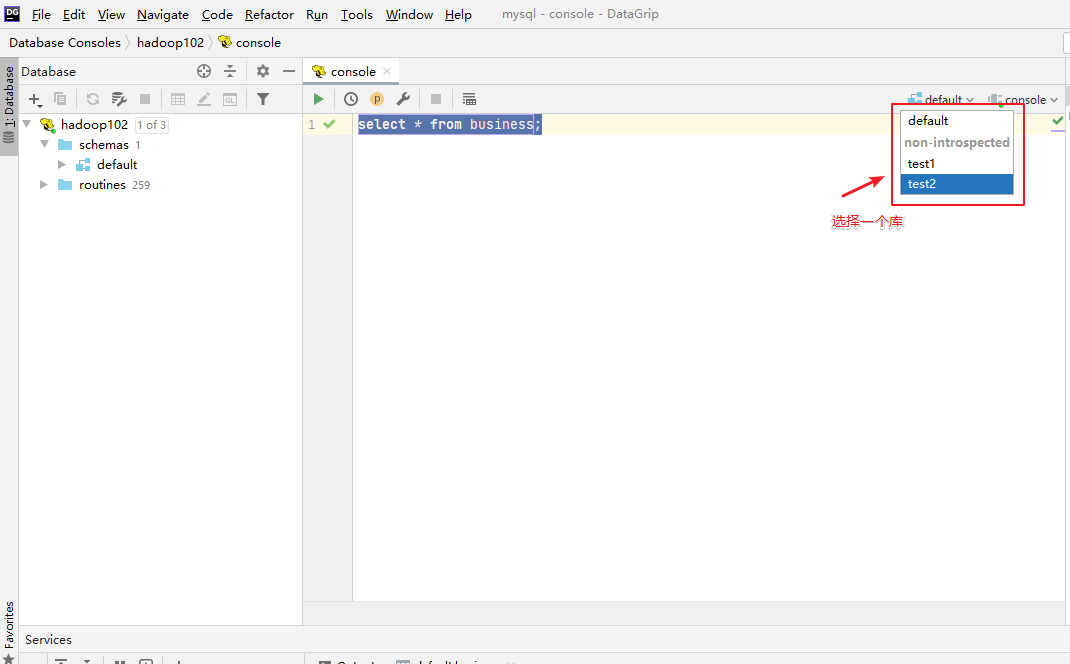 DG File Edit View Navigate Code Refactor Run Tools Window Help mysql - console - DataGrip
Database Consoles hadoop102 console
1: Database
Database
console
QL
p
default console
hadoop102 1 of 3
schemas 1
default
routines 259
1 select * from business;
default
non-introspected
test1
test2
选择一个库
Favorites
Services